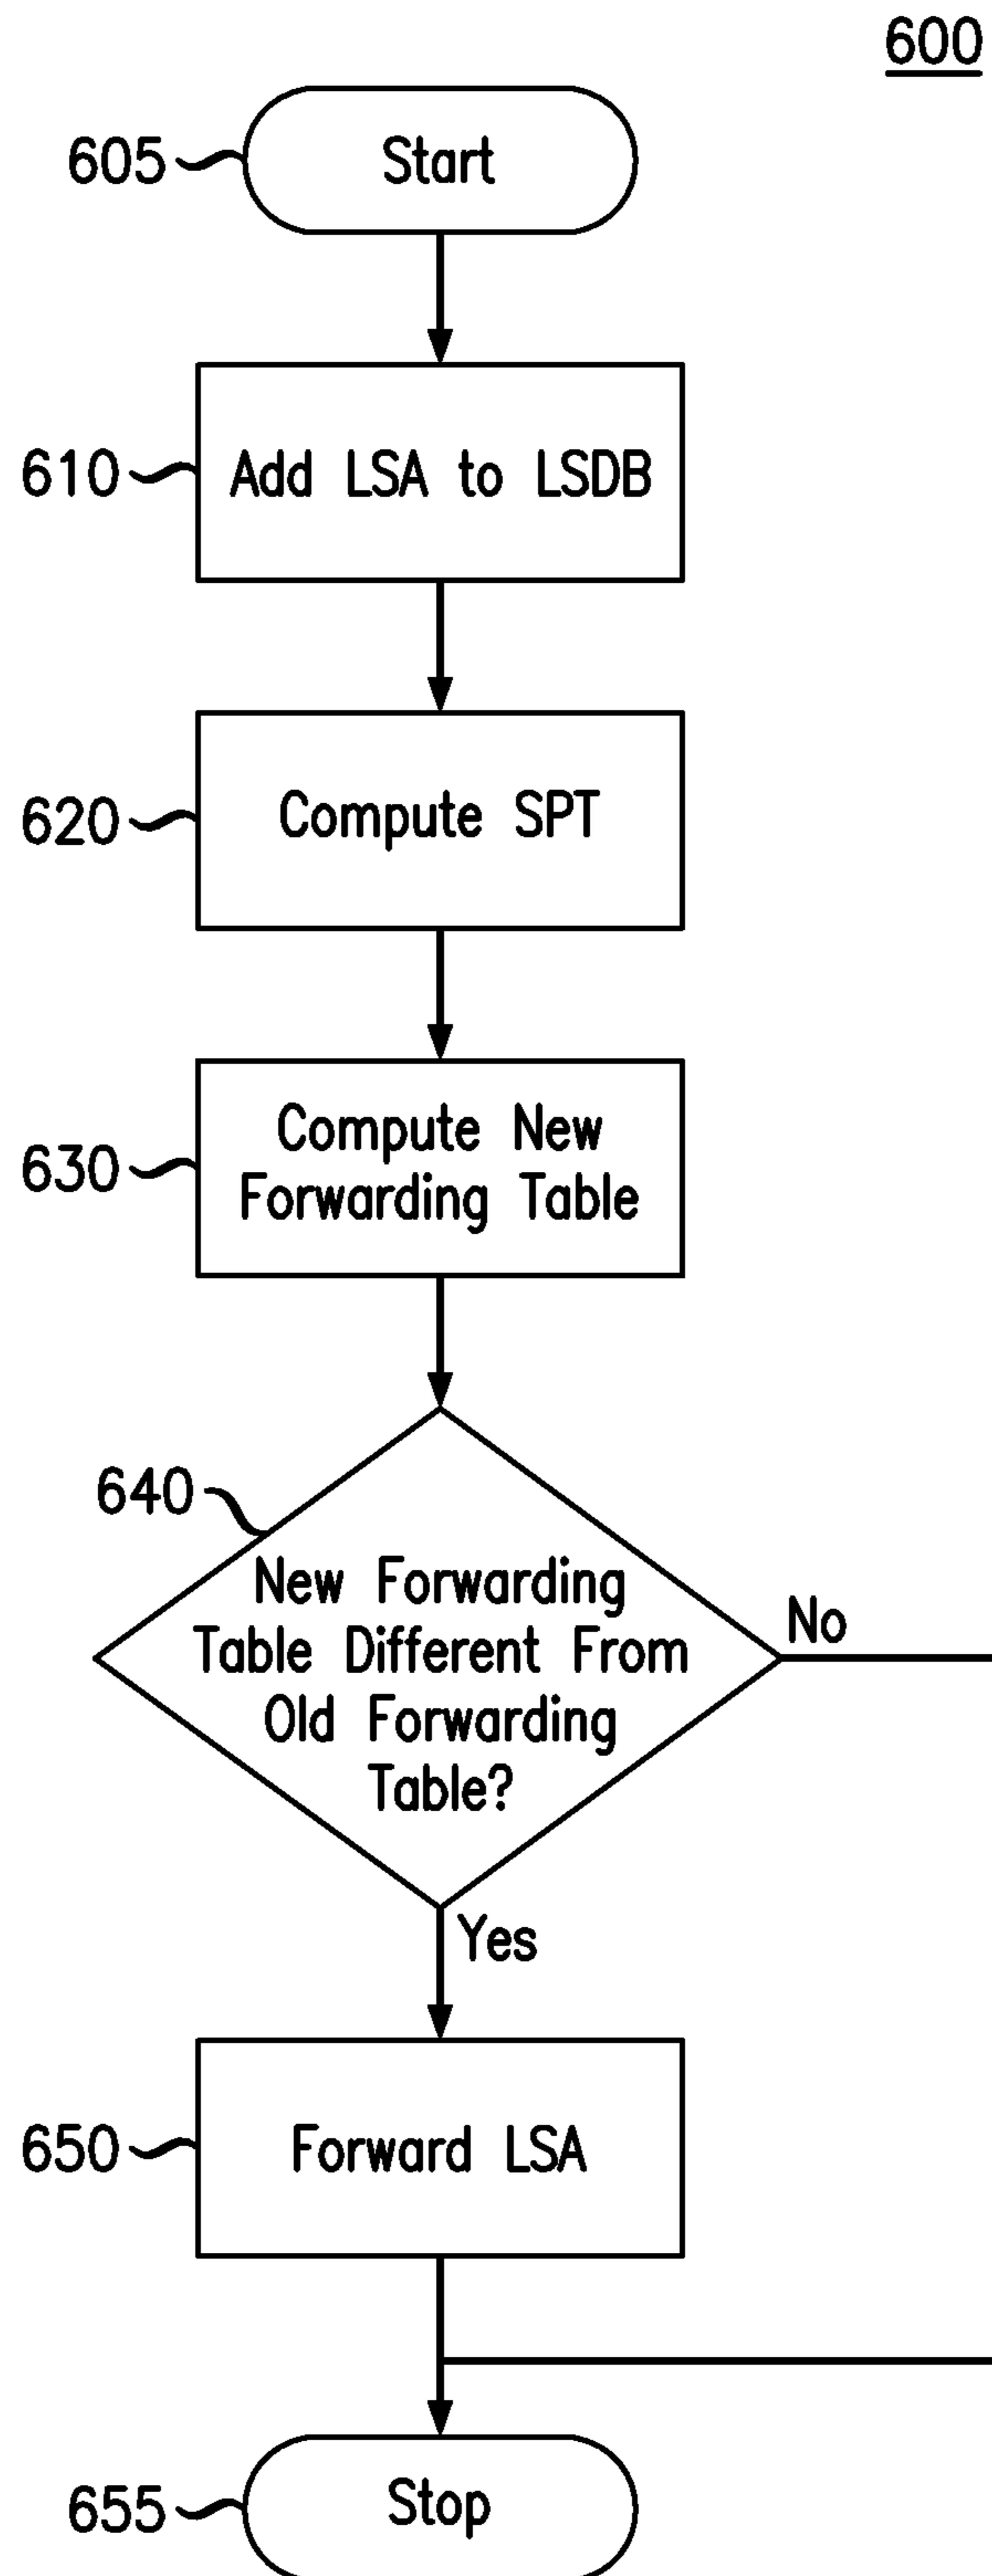 600
605
Start
610
Add LSA to LSDB
620
Compute SPT
630
Compute New
Forwarding Table
640
New Forwarding
Table Different From
Old Forwarding
Table?
No
Yes
650
Forward LSA
655
Stop